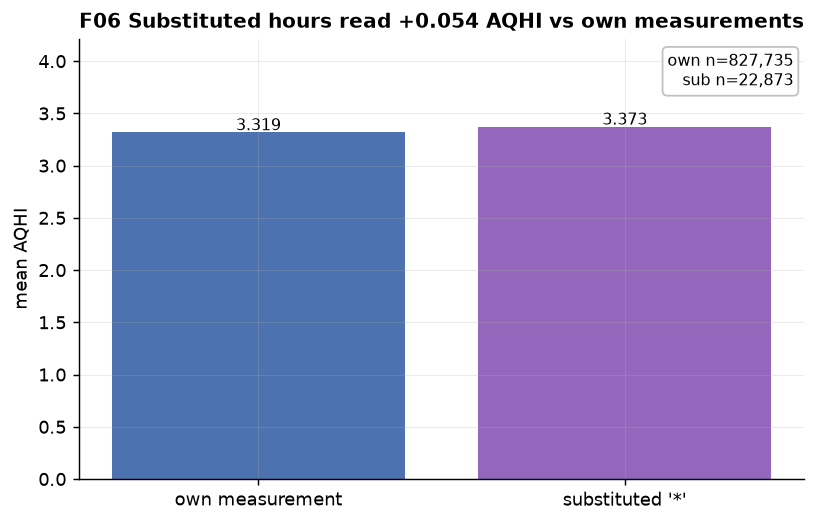 F06 Substituted hours read +0.054 AQHI vs own measurements
own n=827,735
sub n=22,873
mean AQHI
4.0
3.5
3.0
2.5
2.0
1.5
1.0
0.5
0.0
3.319
3.373
own measurement
substituted '*'